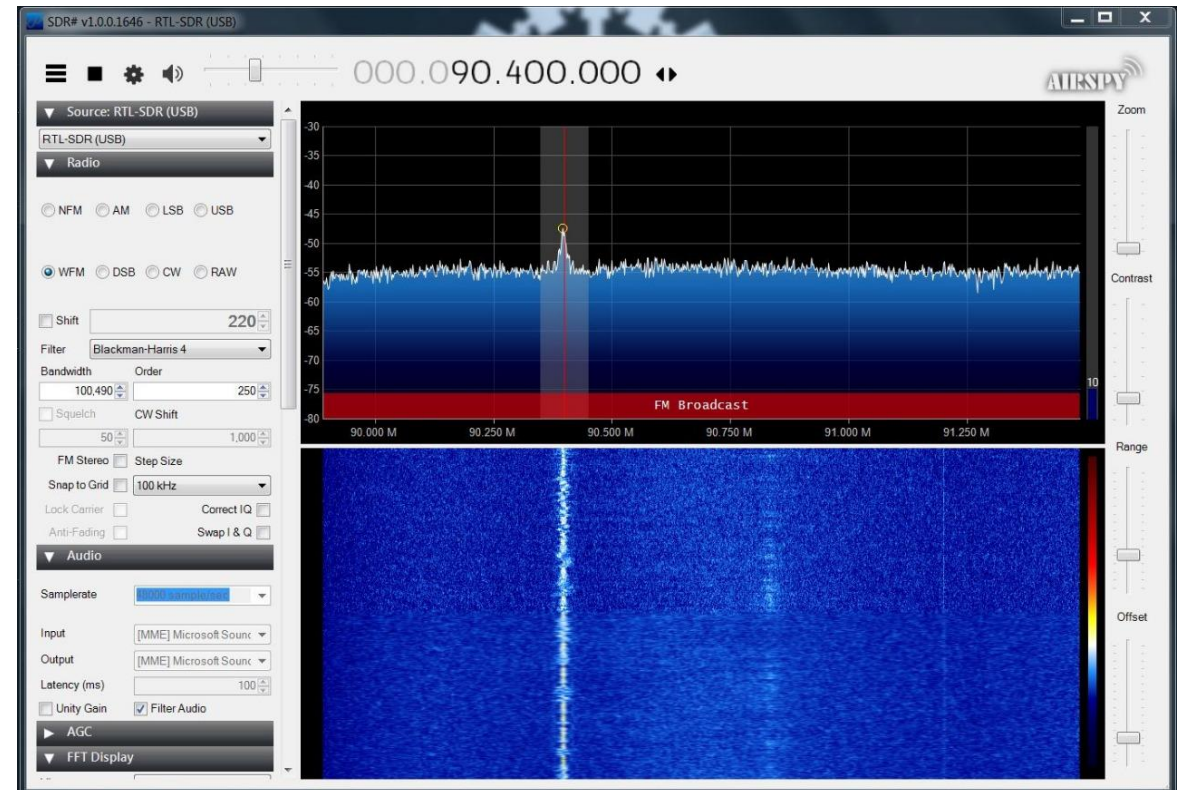 SDR# v1.0.0.1646 - RTL-SDR (USB)
000.090.400.000
AIRSPY
Source: RTL-SDR (USB)
RTL-SDR (USB)
Radio
NFM AM LSB USB
WFM DSB CW RAW
Shift 220
Filter Blackman-Harris 4
Bandwidth Order
100,490 250
Squelch CW Shift
50 1,000
FM Stereo Step Size
Snap to Grid 100 kHz
Lock Carrier Correct IQ
Anti-Fading Swap I & Q
Audio
Samplerate 48000 sample/sec
Input [MME] Microsoft Sounc
Output [MME] Microsoft Sounc
Latency (ms) 100
Unity Gain Filter Audio
AGC
FFT Display
-30
-35
-40
-45
-50
-55
-60
-65
-70
-75
-80
10
FM Broadcast
90.000 M 90.250 M 90.500 M 90.750 M 91.000 M 91.250 M
Zoom
Contrast
Range
Offset